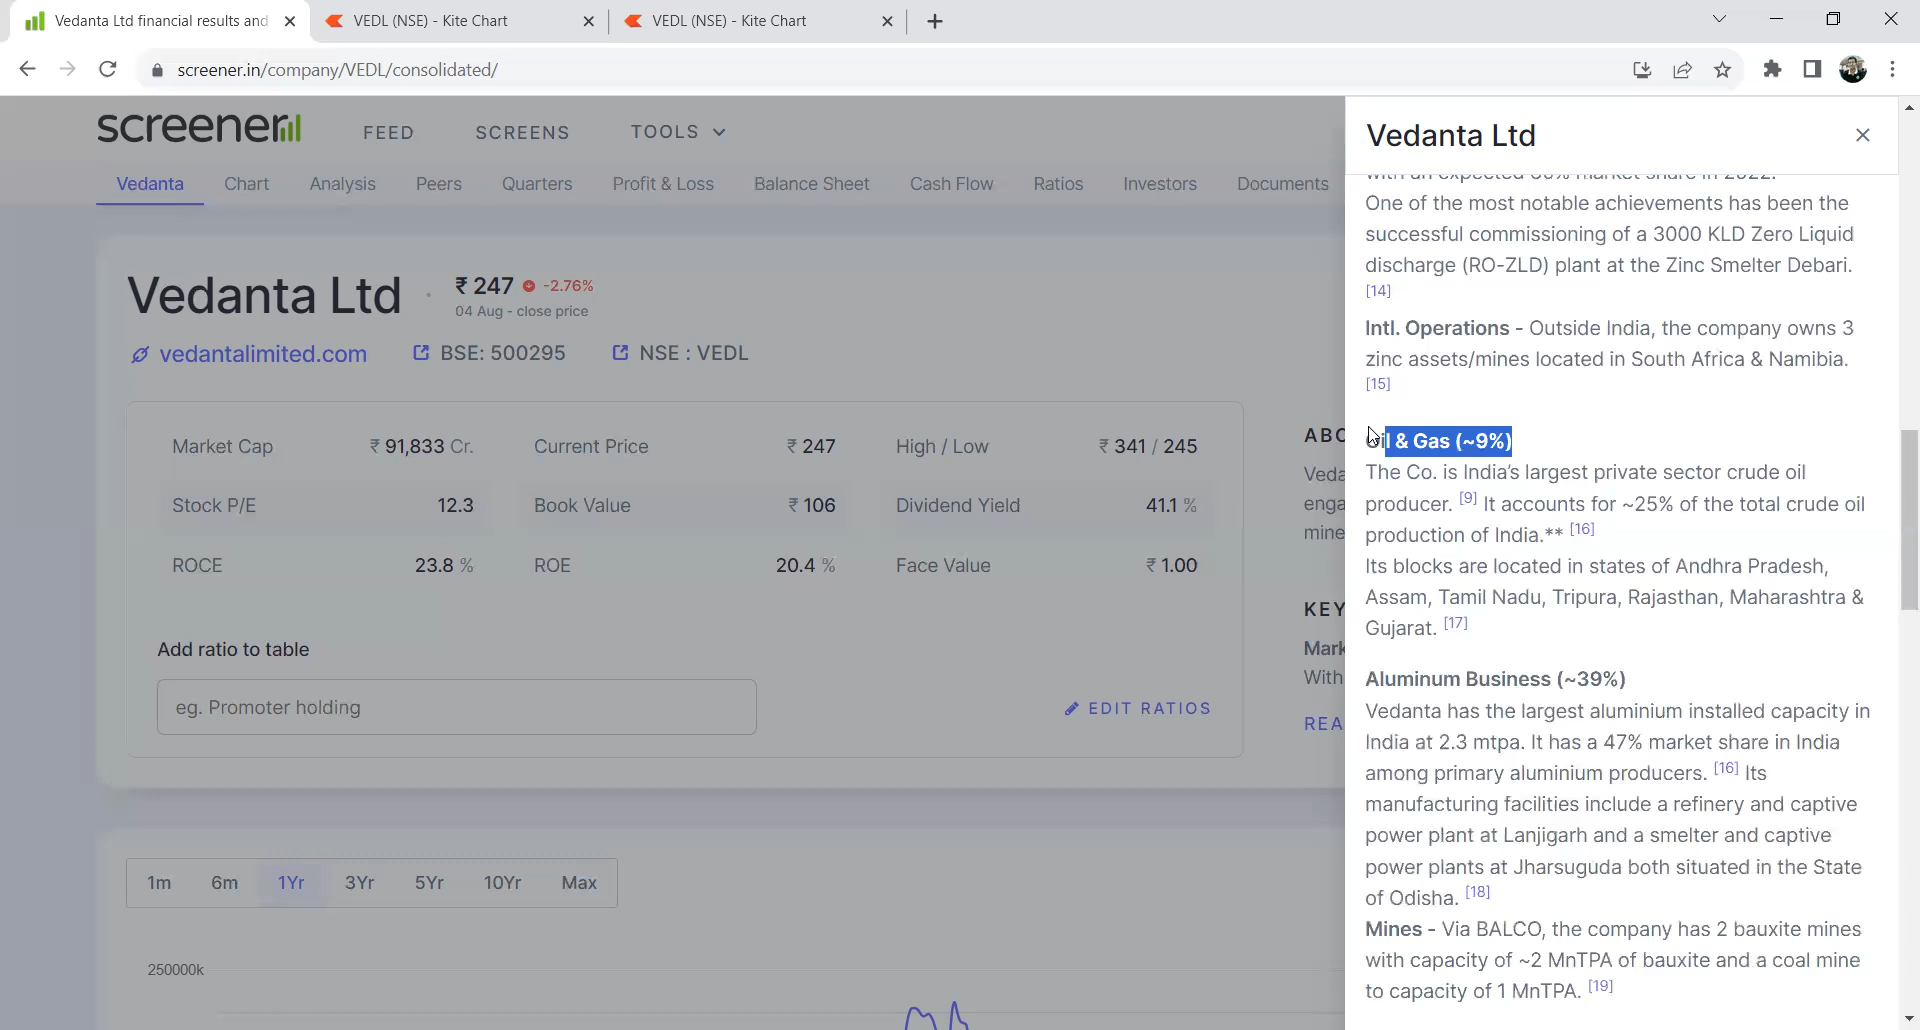 Vedanta Ltd financial results and
VEDL (NSE) - Kite Chart
VEDL (NSE) - Kite Chart
screener.in/company/VEDL/consolidated/
screener
FEED
SCREENS
TOOLS
Vedanta
Chart
Analysis
Peers
Quarters
Profit & Loss
Balance Sheet
Cash Flow
Ratios
Investors
Documents
Vedanta Ltd
₹ 247
-2.76%
04 Aug - close price
vedantalimited.com
BSE: 500295
NSE : VEDL
Market Cap
₹ 91,833 Cr.
Current Price
₹ 247
High / Low
₹ 341 / 245
Stock P/E
12.3
Book Value
₹ 106
Dividend Yield
41.1 %
ROCE
23.8 %
ROE
20.4 %
Face Value
₹ 1.00
Add ratio to table
eg. Promoter holding
EDIT RATIOS
ABO
Veda
enga
mine
KEY
Mark
With
REA
1m
6m
1Yr
3Yr
5Yr
10Yr
Max
250000k
Vedanta Ltd
with an expected market share in 2022.
One of the most notable achievements has been the
successful commissioning of a 3000 KLD Zero Liquid
discharge (RO-ZLD) plant at the Zinc Smelter Debari.
[14]
Intl. Operations - Outside India, the company owns 3
zinc assets/mines located in South Africa & Namibia.
[15]
Oil & Gas (~9%)
The Co. is India's largest private sector crude oil
producer. [9] It accounts for ~25% of the total crude oil
production of India.** [16]
Its blocks are located in states of Andhra Pradesh,
Assam, Tamil Nadu, Tripura, Rajasthan, Maharashtra &
Gujarat. [17]
Aluminum Business (~39%)
Vedanta has the largest aluminium installed capacity in
India at 2.3 mtpa. It has a 47% market share in India
among primary aluminium producers. [16] Its
manufacturing facilities include a refinery and captive
power plant at Lanjigarh and a smelter and captive
power plants at Jharsuguda both situated in the State
of Odisha. [18]
Mines - Via BALCO, the company has 2 bauxite mines
with capacity of ~2 MnTPA of bauxite and a coal mine
to capacity of 1 MnTPA. [19]